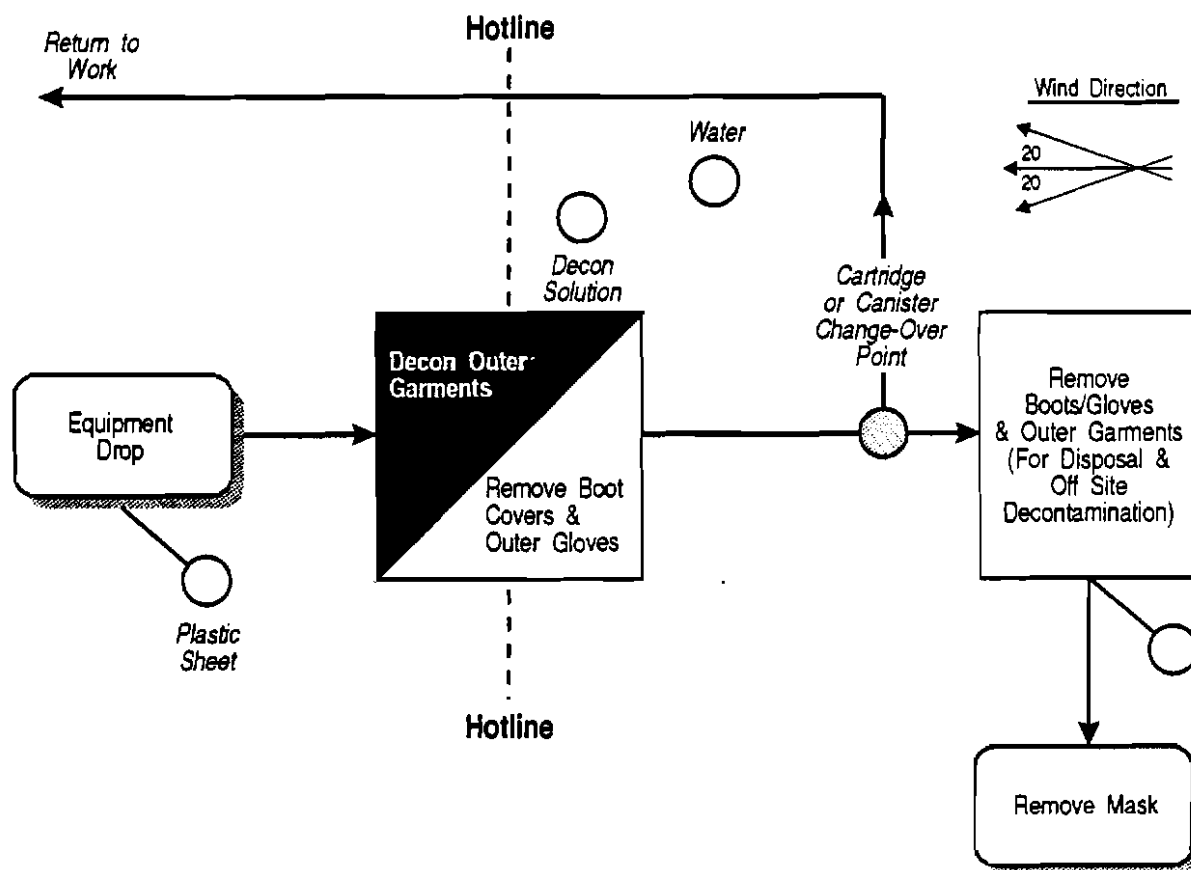 Hotline
Return to
Work
Wind Direction
20
20
Water
Decon
Solution
Cartridge
or Canister
Change-Over
Point
Equipment
Drop
Decon Outer
Garments
Remove Boot
Covers &
Outer Gloves
Remove
Boots/Gloves
& Outer Garments
(For Disposal &
Off Site
Decontamination)
Plastic
Sheet
Hotline
Remove Mask